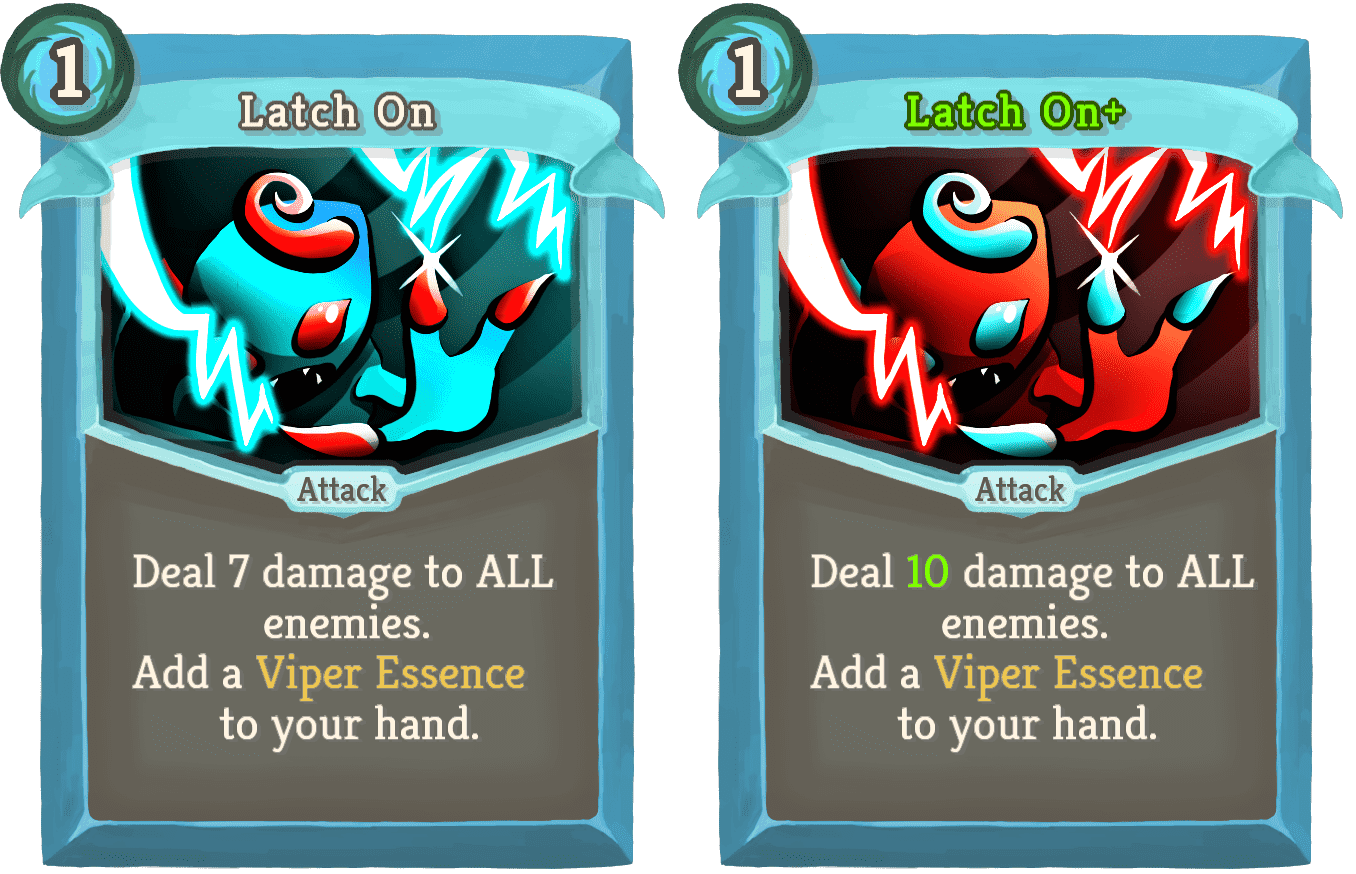 1
Latch On
Attack
Deal 7 damage to ALL
enemies.
Add a Viper Essence
to your hand.
1
Latch On+
Attack
Deal 10 damage to ALL
enemies.
Add a Viper Essence
to your hand.